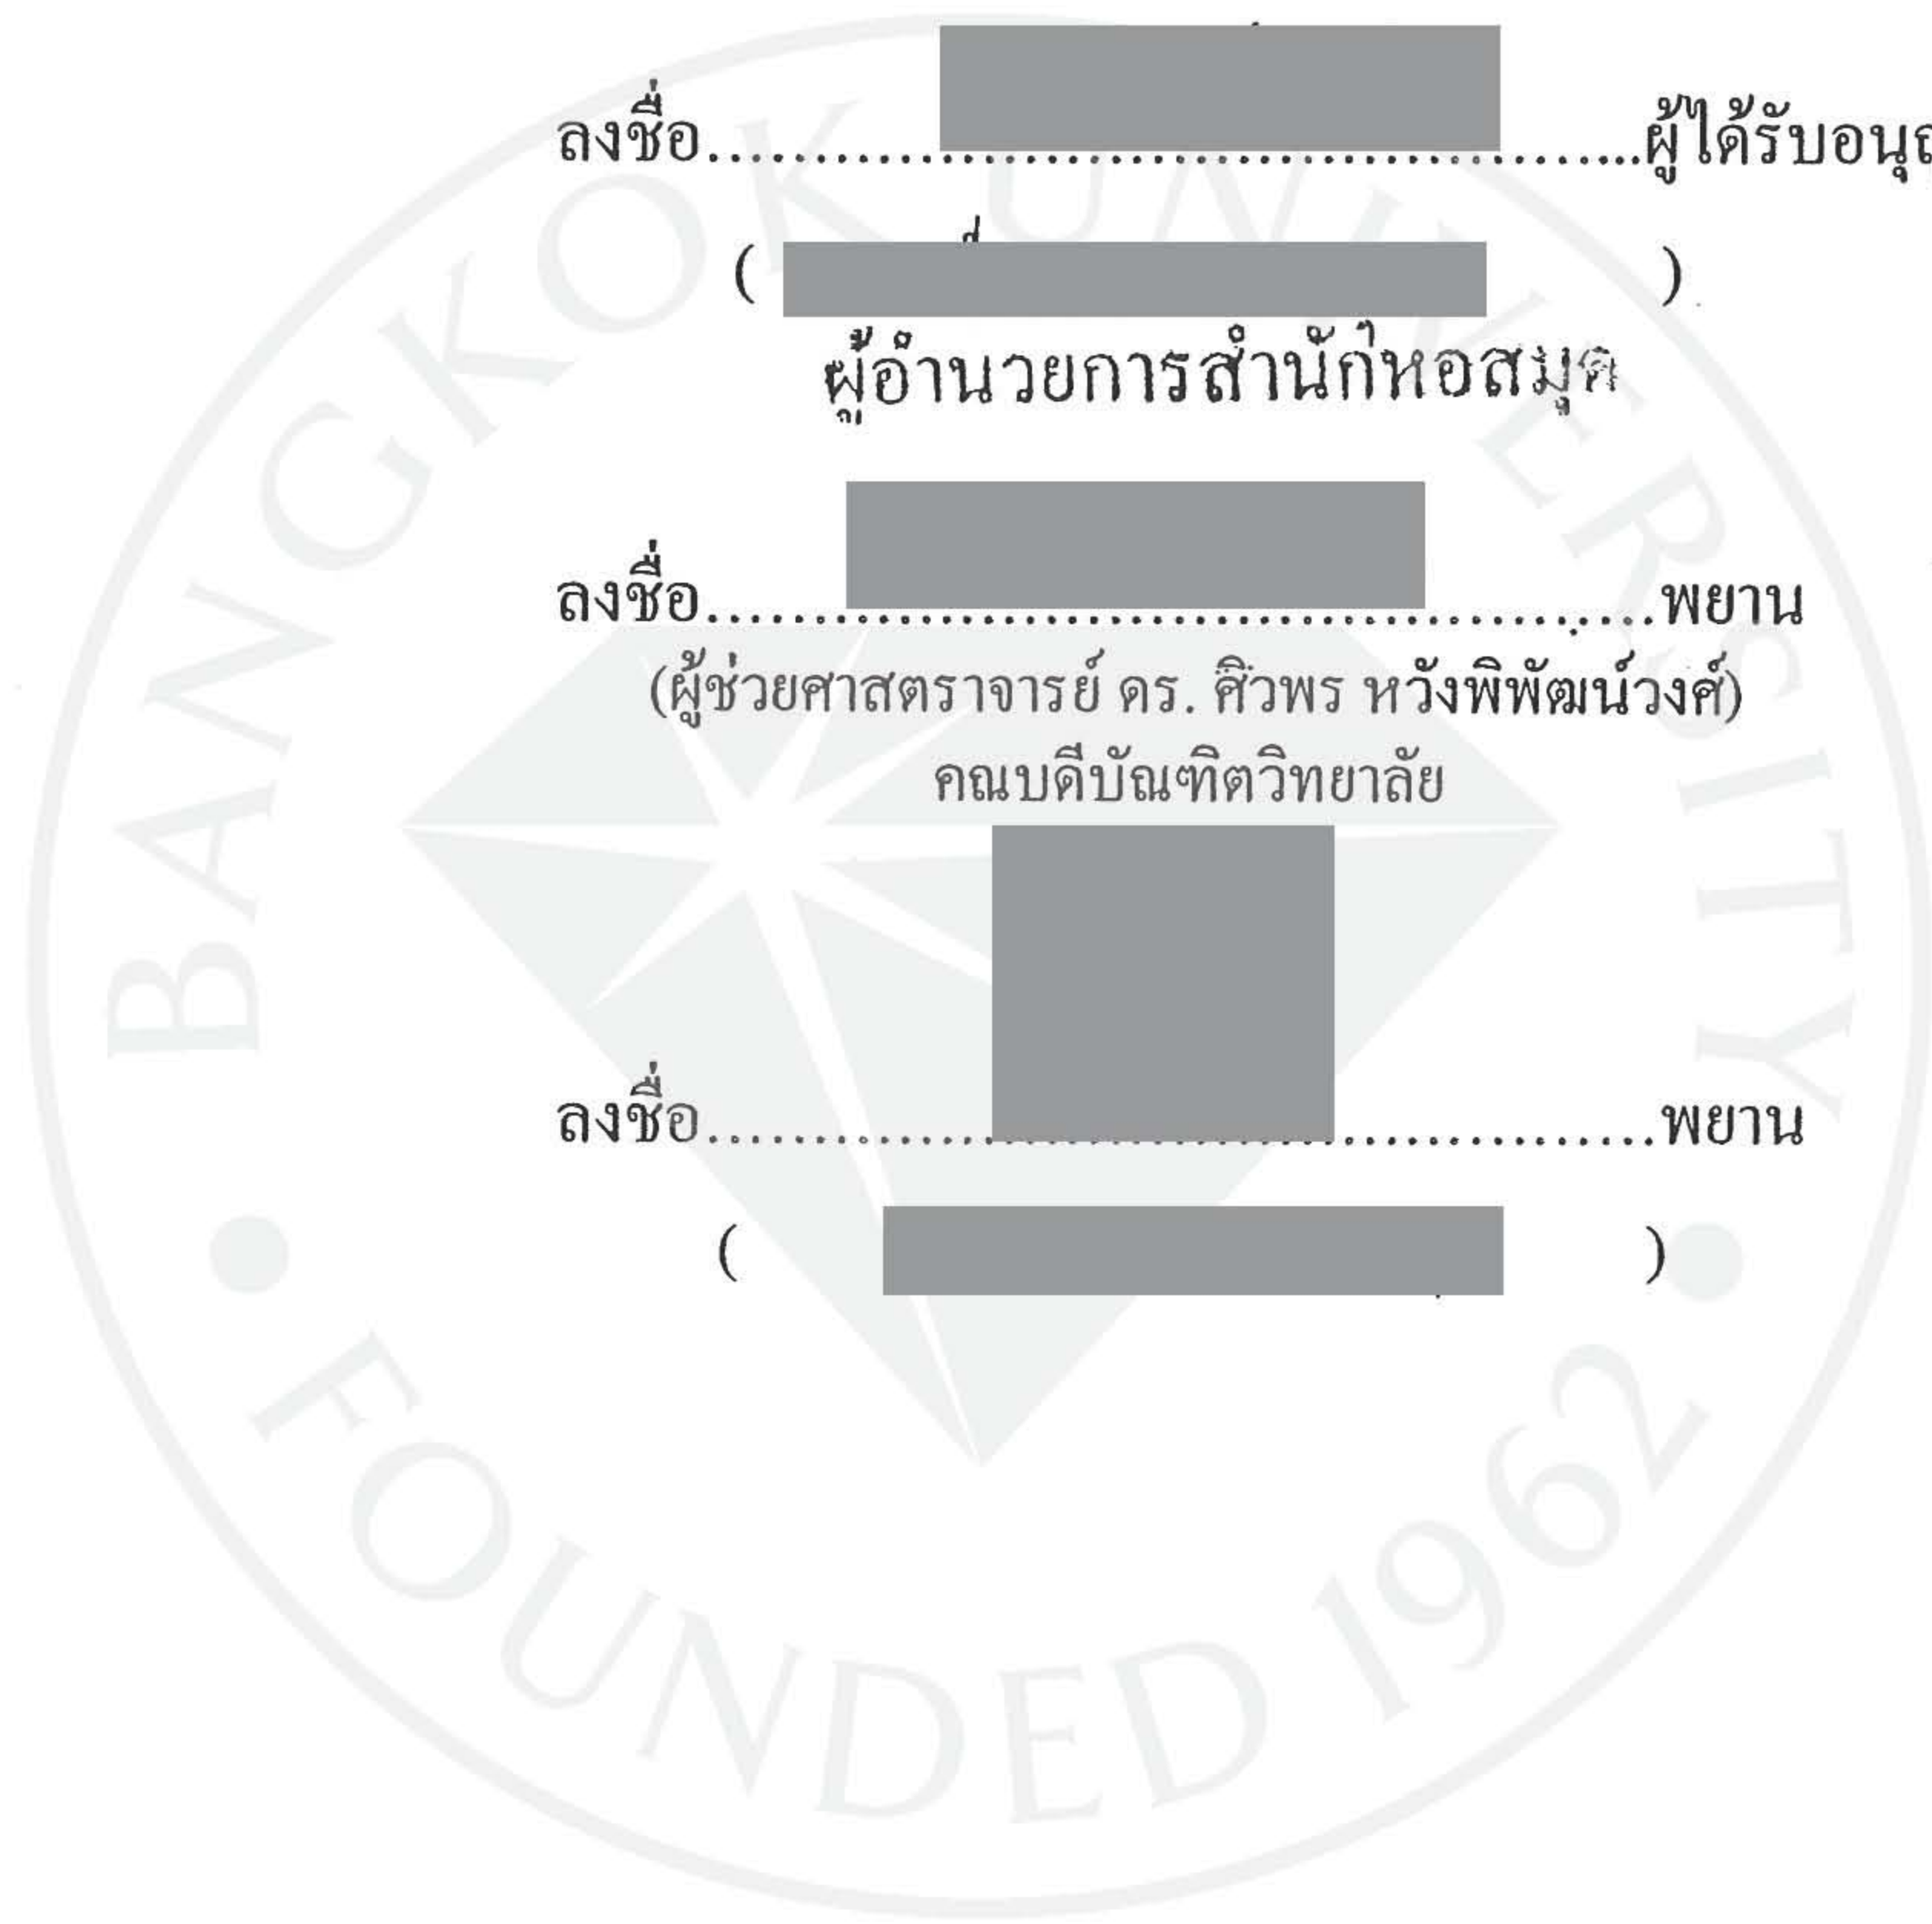 ลงชื่อ..................................................ผู้ได้รับอนุ
( )
ผู้อำนวยการสำนักหอสมุด
ลงชื่อ..................................................พยาน
(ผู้ช่วยศาสตราจารย์ ดร. ศิวพร หวังพิพัฒน์วงศ์)
คณบดีบัณฑิตวิทยาลัย
ลงชื่อ..................................................พยาน
( )
BANGKOK UNIVERSITY
FOUNDED 1962